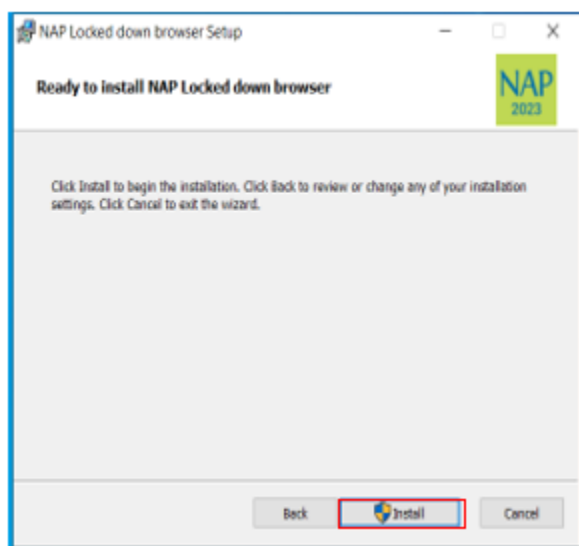 NAP Locked down browser Setup
Ready to install NAP Locked down browser
NAP
2023
Click Install to begin the installation. Click Back to review or change any of your installation
settings. Click Cancel to exit the wizard.
Back
Install
Cancel